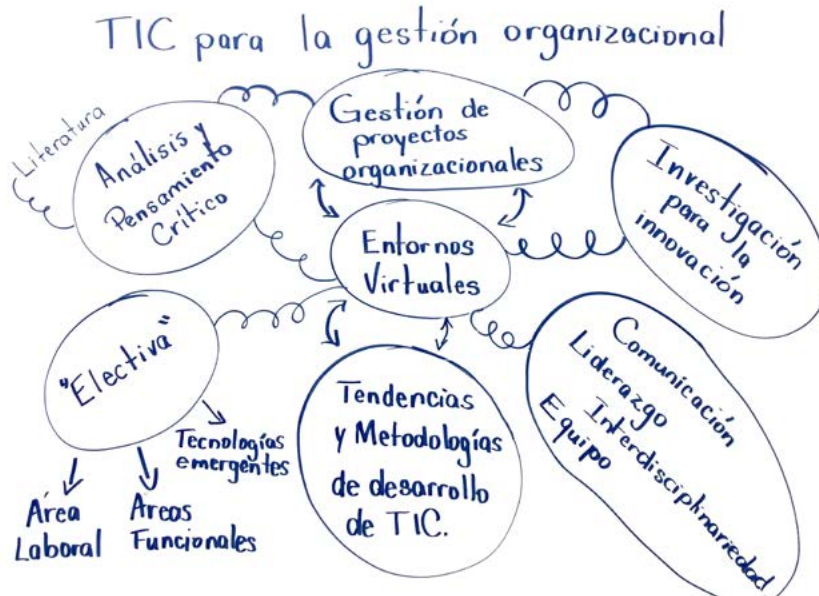 TIC para la gestión organizacional
Literatura
Análisis y
Pensamiento
Crítico
Gestión de
proyectos
organizacionales
Investigación
para la
innovación
Entornos
Virtuales
"Electiva"
Tecnologías
emergentes
Área
Laboral
Áreas
Funcionales
Tendencias
y Metodologías
de desarrollo
de TIC.
Comunicación
Liderazgo
Interdisciplinariedad
Equipo